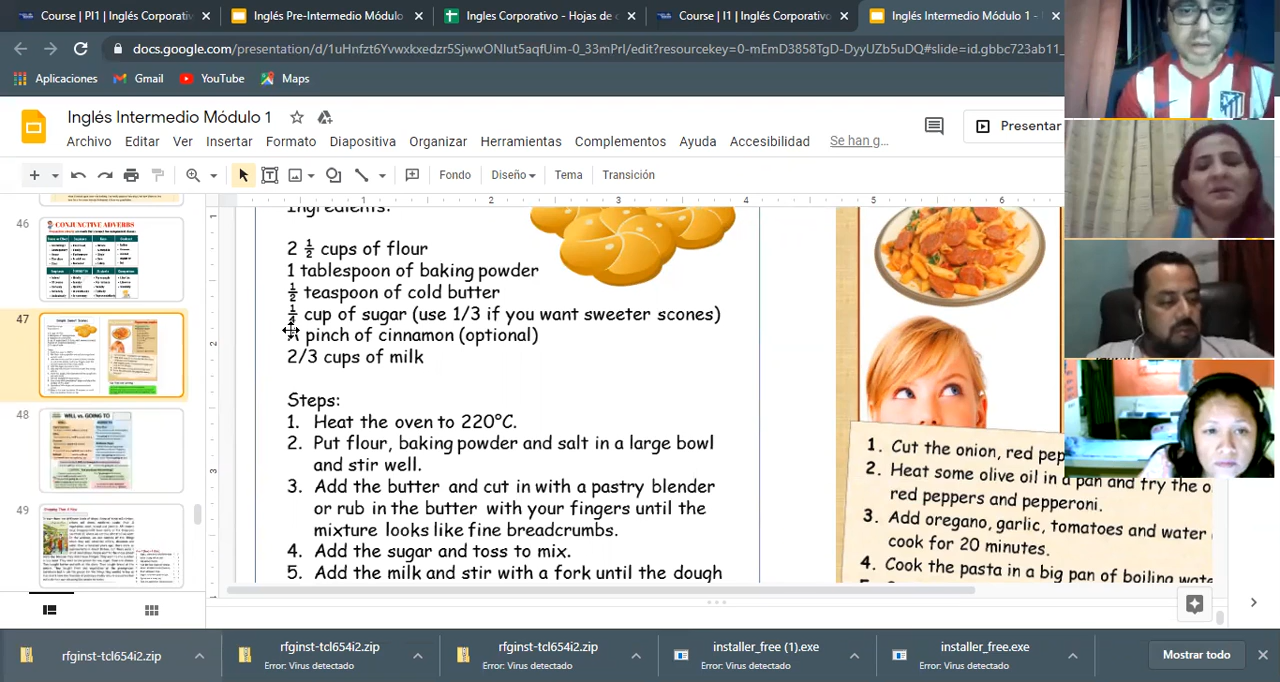 Course | PI1 | Inglés Corporativ
Inglés Pre-Intermedio Módulo
Ingles Corporativo - Hojas de
Course | I1 | Inglés Corporativo
Inglés Intermedio Módulo 1 -
docs.google.com/presentation/d/1uHnfzt6Yvwxkxedzr5SjwwONlut5aqfUim-0_33mPrI/edit?resourcekey=0-mEmD3858TgD-DyyUZb5uDQ#slide=id.gbbc723ab11_
Aplicaciones
Gmail
YouTube
Maps
Inglés Intermedio Módulo 1
Presentar
Archivo Editar Ver Insertar Formato Diapositiva Organizar Herramientas Complementos Ayuda Accesibilidad Se han g...
Fondo Diseño Tema Transición
1 2 3 4 5 6
46
CONJUNCTIVE ADVERBS
47
48
WILL vs. GOING TO
49
Ingredients:
2 ½ cups of flour
1 tablespoon of baking powder
½ teaspoon of cold butter
cup of sugar (use 1/3 if you want sweeter scones)
pinch of cinnamon (optional)
2/3 cups of milk
Steps:
1. Heat the oven to 220°C.
2. Put flour, baking powder and salt in a large bowl
and stir well.
3. Add the butter and cut in with a pastry blender
or rub in the butter with your fingers until the
mixture looks like fine breadcrumbs.
4. Add the sugar and toss to mix.
5. Add the milk and stir with a fork until the dough
1. Cut the onion, red pep
2. Heat some olive oil in a pan and fry the o
red peppers and pepperoni.
3. Add oregano, garlic, tomatoes and water
cook for 20 minutes.
4. Cook the pasta in a big pan of boiling wate
rfginst-tcl654i2.zip
rfginst-tcl654i2.zip
Error: Virus detectado
rfginst-tcl654i2.zip
Error: Virus detectado
installer_free (1).exe
Error: Virus detectado
installer_free.exe
Error: Virus detectado
Mostrar todo